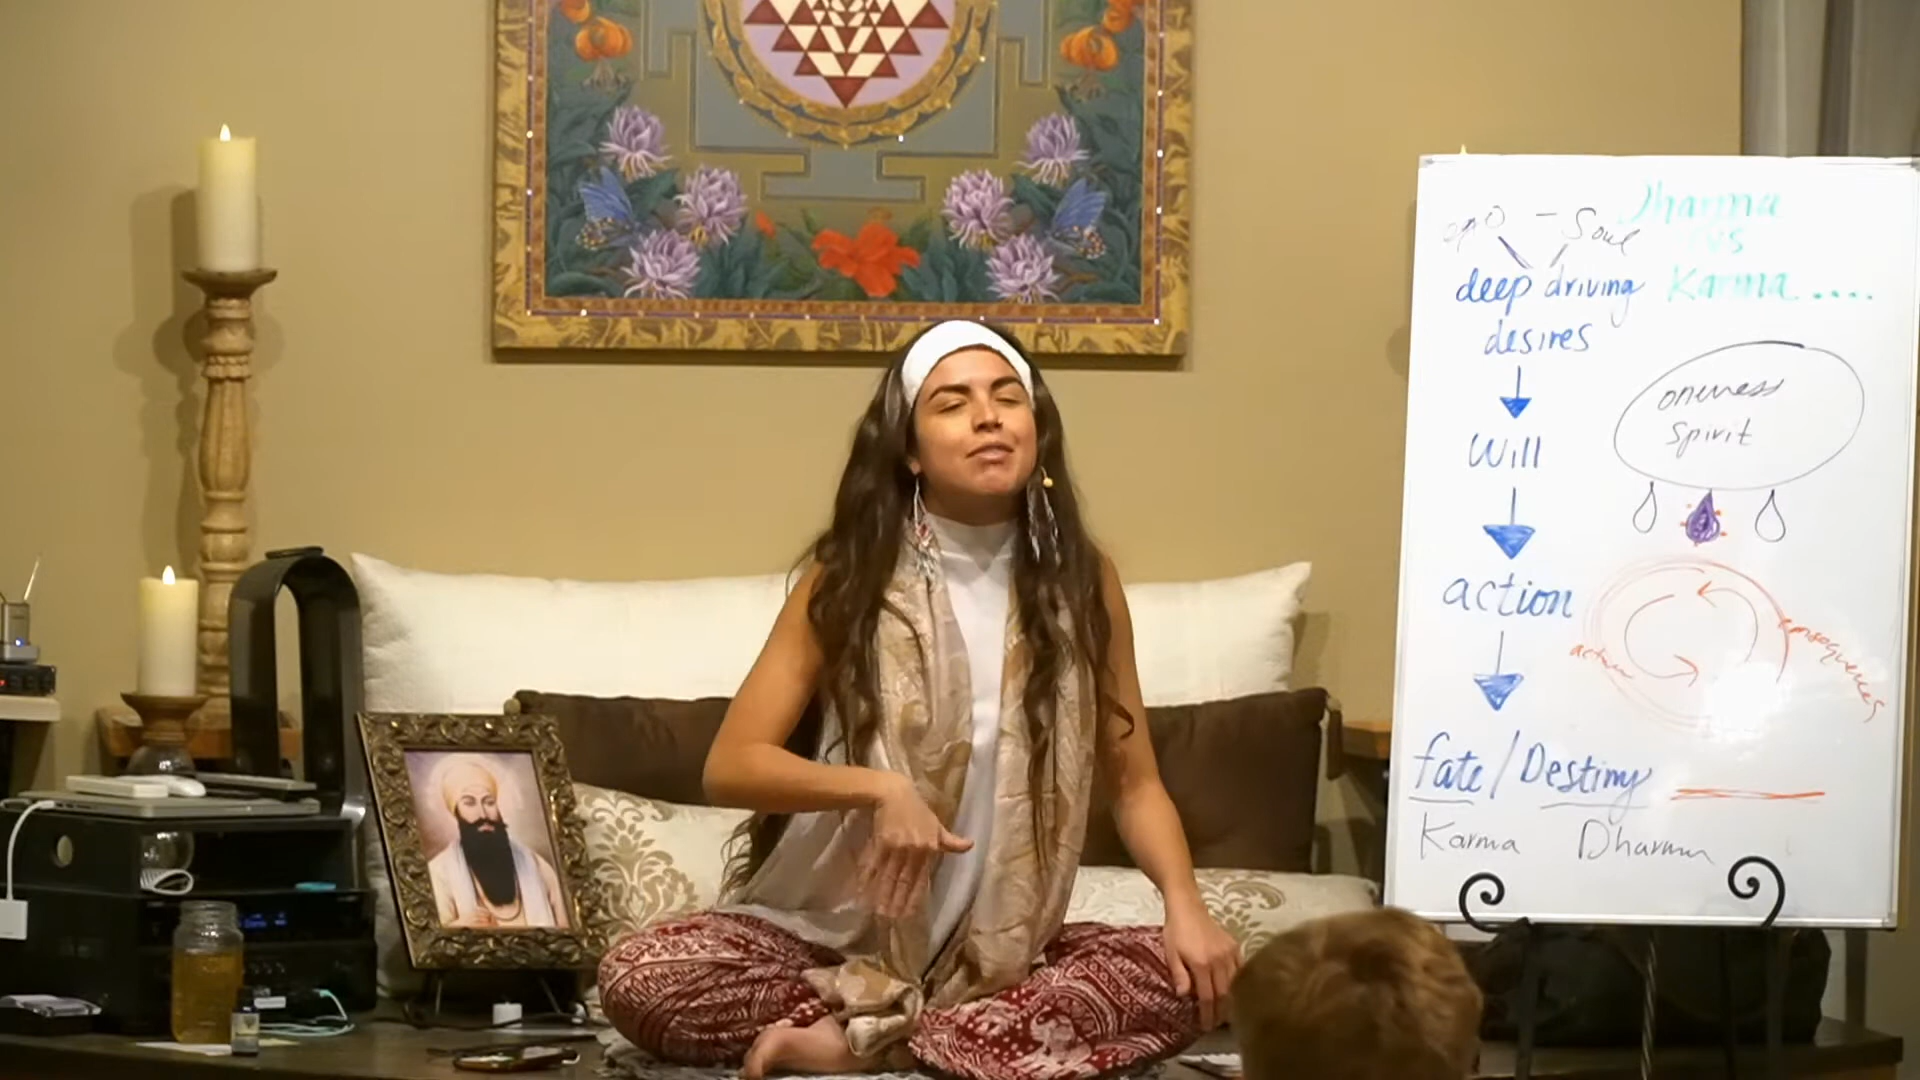 Dharma
vs
Karma....
ego - Soul
deep driving
desires
Will
action
fate/Destiny
Karma Dharma
oneness
spirit
action
consequences